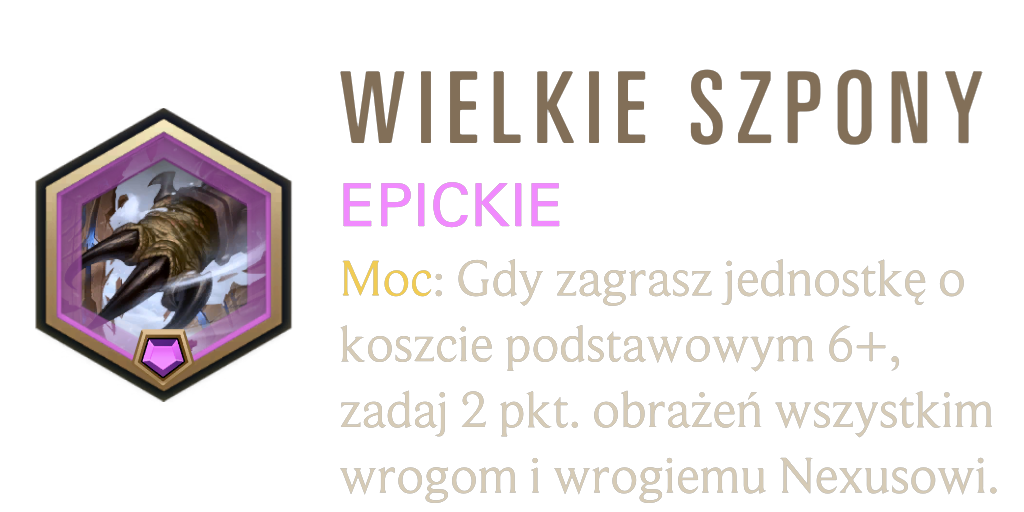 WIELKIE SZPONY
EPICKIE
Moc: Gdy zagrasz jednostkę o
koszcie podstawowym 6+,
zadaj 2 pkt. obrażeń wszystkim
wrogom i wrogiemu Nexusowi.